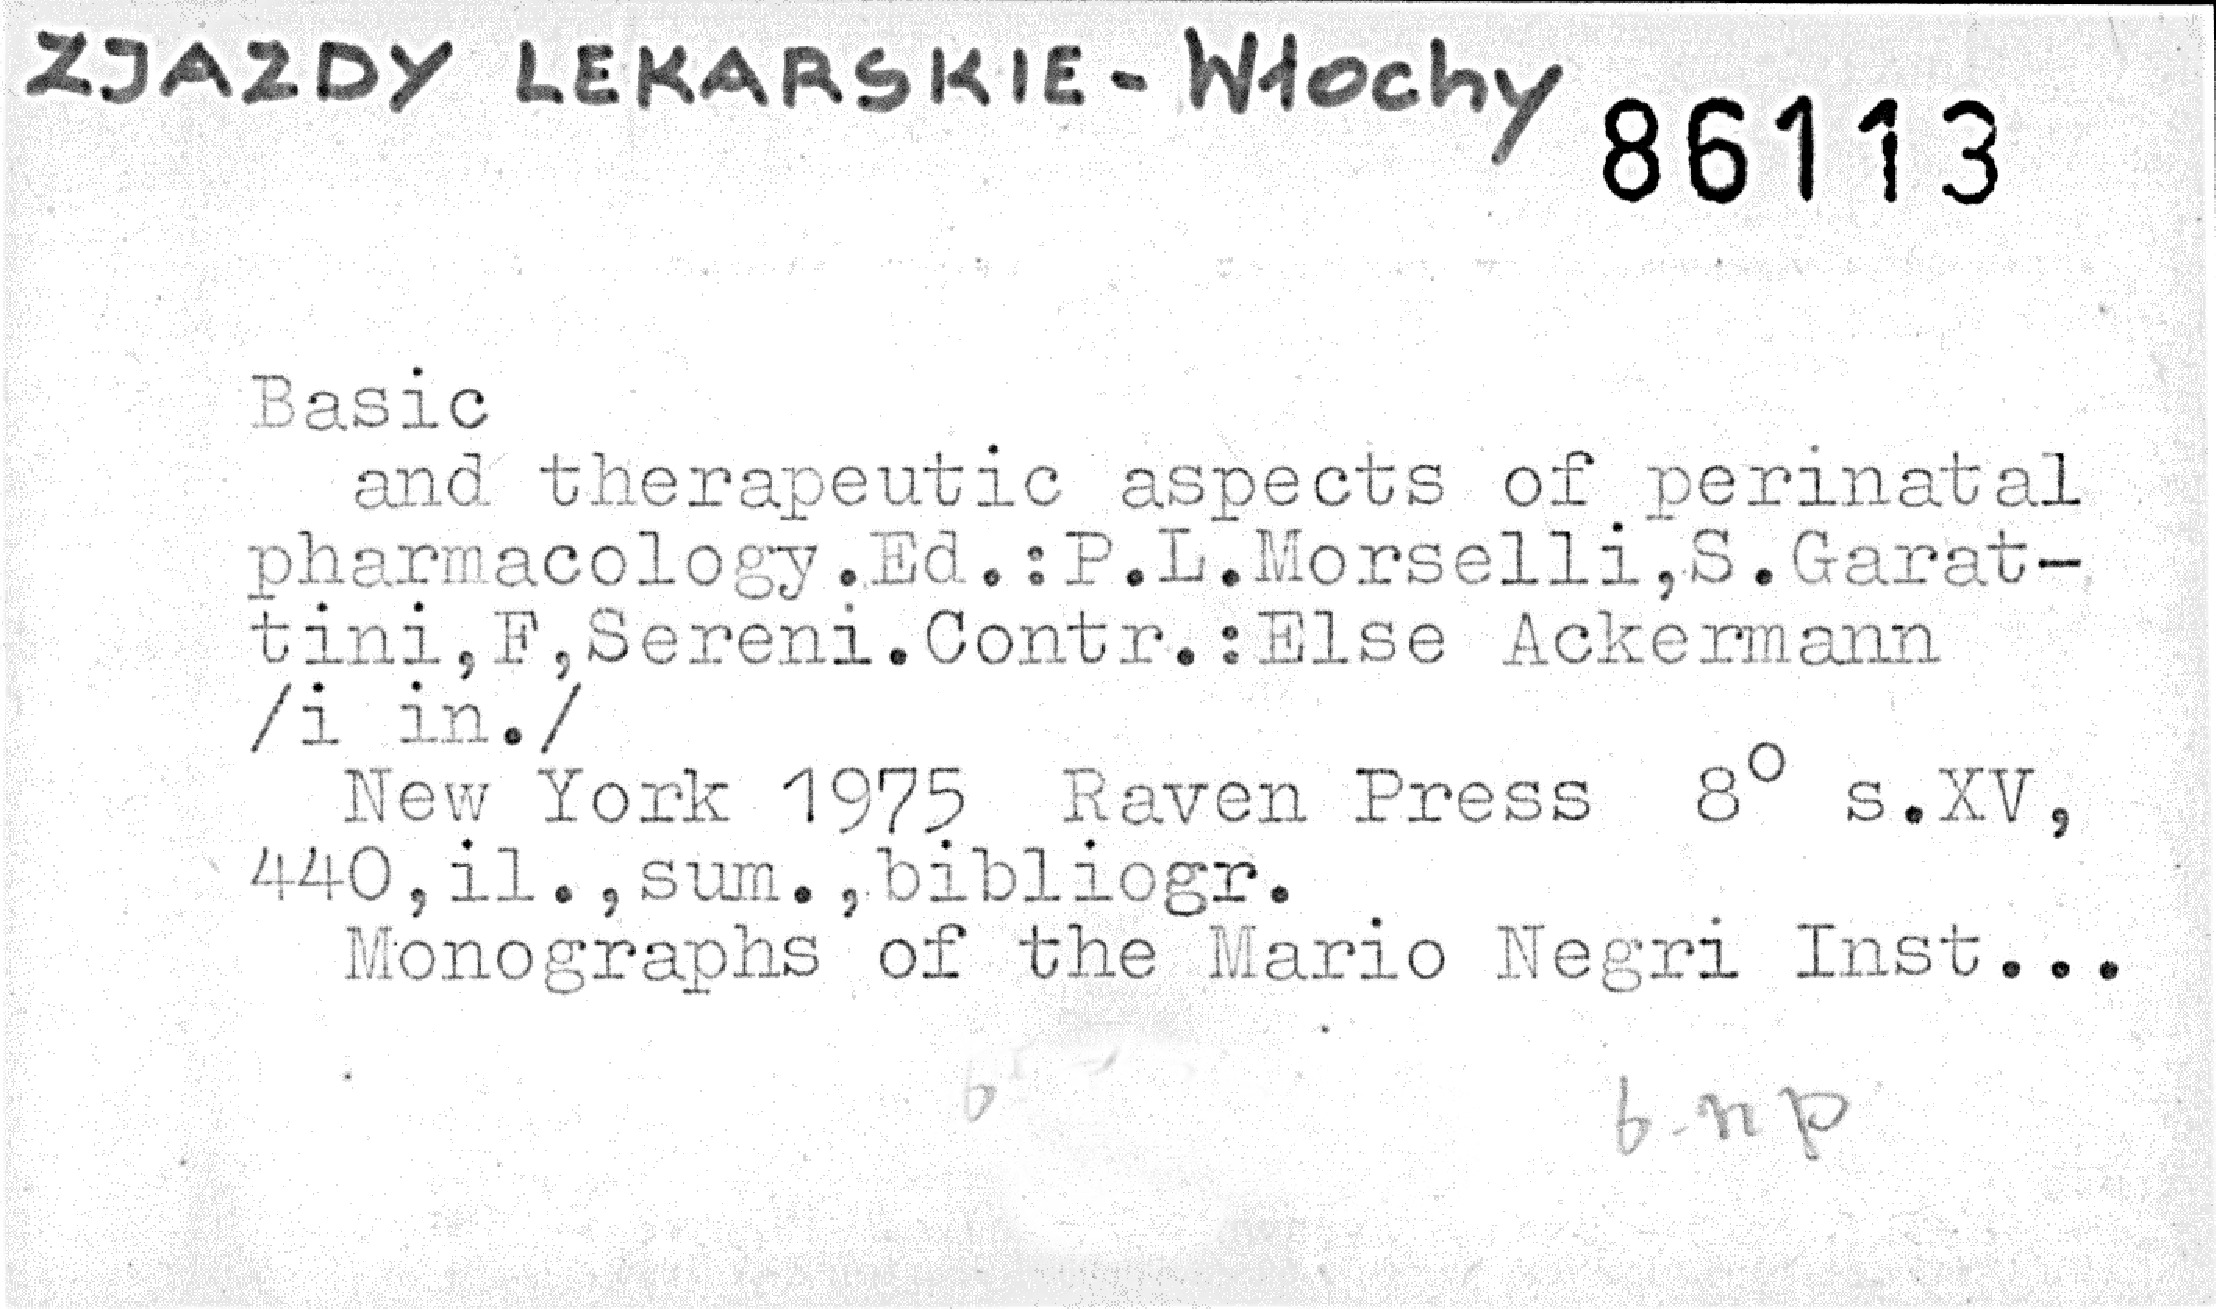 ZJAZDY LEKARSKIE - Włochy
86113
Basic
and therapeutic aspects of perinatal
pharmacology.Ed.:P.L.Morselli,S.Garat-
tini,F,Sereni.Contr.:Else Ackermann
/i in./
New York 1975 Raven Press 8° s.XV,
440,il.,sum.,bibliogr.
Monographs of the Mario Negri Inst...